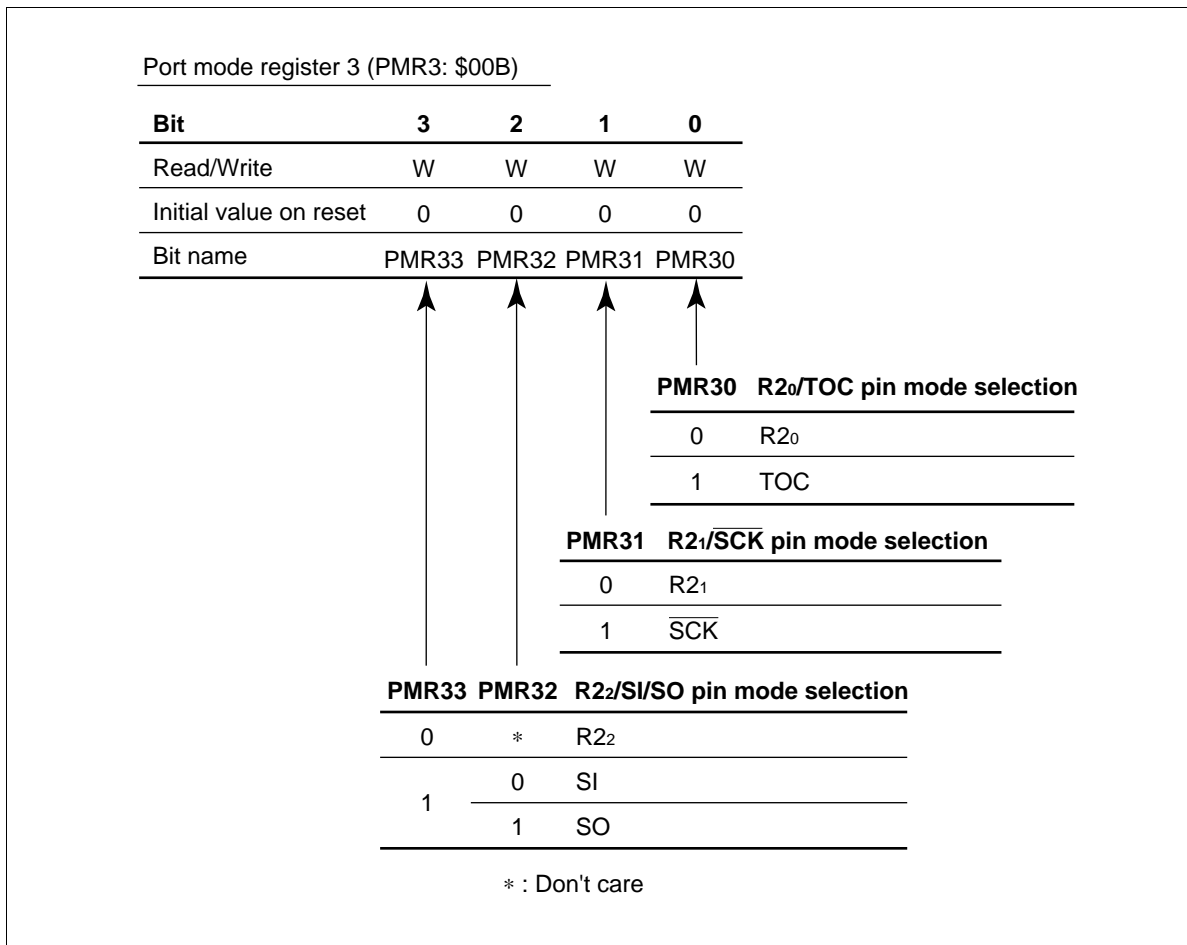 Port mode register 3 (PMR3: $00B)
Bit 3 2 1 0
Read/Write W W W W
Initial value on reset 0 0 0 0
Bit name PMR33 PMR32 PMR31 PMR30
PMR30 R2₀/TOC pin mode selection
0 R2₀
1 TOC
PMR31 R2₁/S̅C̅K̅ pin mode selection
0 R2₁
1 S̅C̅K̅
PMR33 PMR32 R2₂/SI/SO pin mode selection
0 * R2₂
1 0 SI
1 SO
* : Don't care